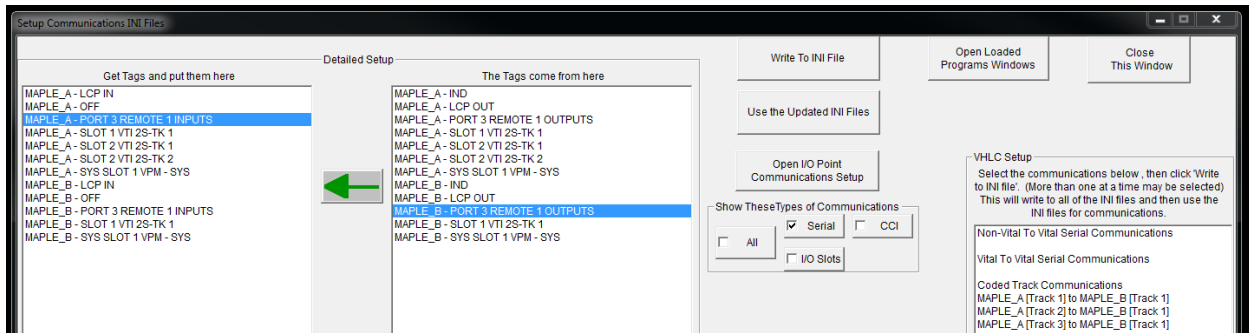 Setup Communications INI Files
X
Detailed Setup
Get Tags and put them here
MAPLE_A - LCP IN
MAPLE_A - OFF
MAPLE_A - PORT 3 REMOTE 1 INPUTS
MAPLE_A - SLOT 1 VTI 2S-TK 1
MAPLE_A - SLOT 2 VTI 2S-TK 1
MAPLE_A - SLOT 2 VTI 2S-TK 2
MAPLE_A - SYS SLOT 1 VPM - SYS
MAPLE_B - LCP IN
MAPLE_B - OFF
MAPLE_B - PORT 3 REMOTE 1 INPUTS
MAPLE_B - SLOT 1 VTI 2S-TK 1
MAPLE_B - SYS SLOT 1 VPM - SYS
The Tags come from here
MAPLE_A - IND
MAPLE_A - LCP OUT
MAPLE_A - PORT 3 REMOTE 1 OUTPUTS
MAPLE_A - SLOT 1 VTI 2S-TK 1
MAPLE_A - SLOT 2 VTI 2S-TK 1
MAPLE_A - SLOT 2 VTI 2S-TK 2
MAPLE_A - SYS SLOT 1 VPM - SYS
MAPLE_B - IND
MAPLE_B - LCP OUT
MAPLE_B - PORT 3 REMOTE 1 OUTPUTS
MAPLE_B - SLOT 1 VTI 2S-TK 1
MAPLE_B - SYS SLOT 1 VPM - SYS
Write To INI File
Use the Updated INI Files
Open I/O Point
Communications Setup
Show TheseTypes of Communications
All
Serial
CCI
I/O Slots
Open Loaded
Programs Windows
Close
This Window
VHLC Setup
Select the communications below , then click 'Write
to INI file'. (More than one at a time may be selected)
This will write to all of the INI files and then use the
INI files for communications.
Non-Vital To Vital Serial Communications
Vital To Vital Serial Communications
Coded Track Communications
MAPLE_A [Track 1] to MAPLE_B [Track 1]
MAPLE_A [Track 2] to MAPLE_B [Track 1]
MAPLE_A [Track 3] to MAPLE_B [Track 1]